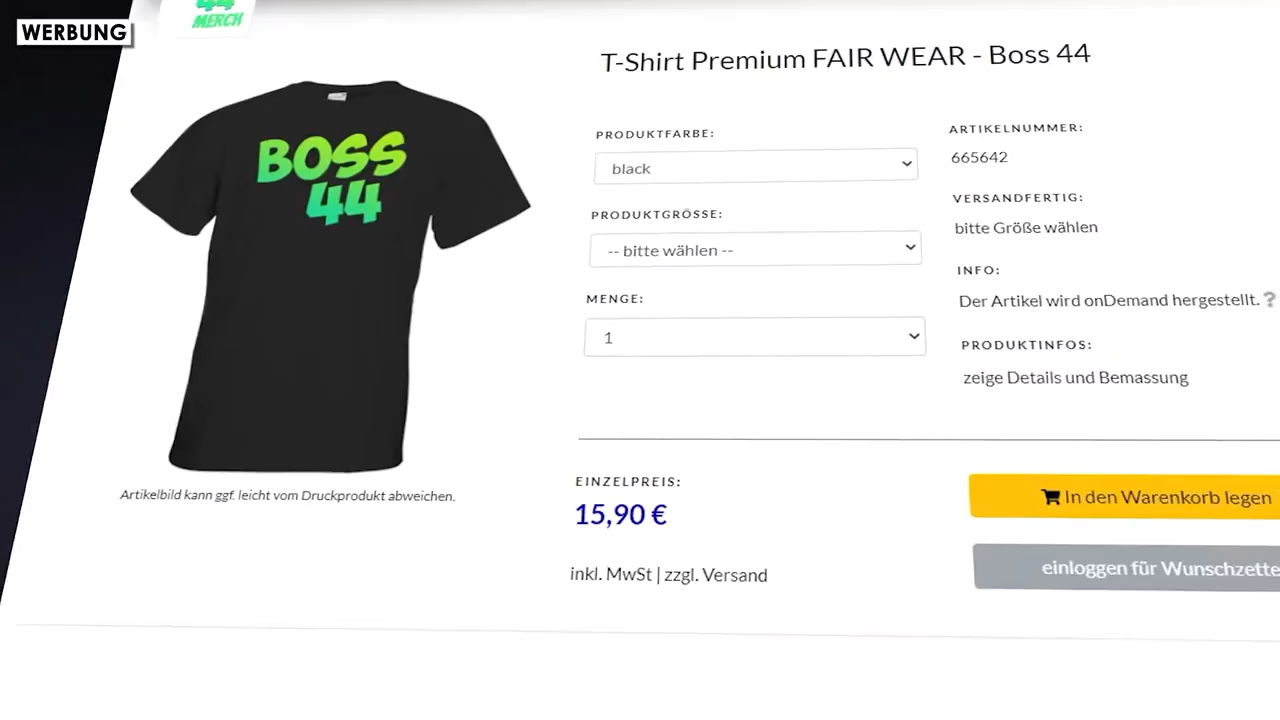 WERBUNG
44
MERCH
T-Shirt Premium FAIR WEAR - Boss 44
BOSS
44
PRODUKTFARBE:
black
PRODUKTGRÖSSE:
-- bitte wählen --
MENGE:
1
ARTIKELNUMMER:
665642
VERSANDFERTIG:
bitte Größe wählen
INFO:
Der Artikel wird onDemand hergestellt. ?
PRODUKTINFOS:
zeige Details und Bemassung
Artikelbild kann ggf. leicht vom Druckprodukt abweichen.
EINZELPREIS:
15,90 €
inkl. MwSt | zzgl. Versand
In den Warenkorb legen
einloggen für Wunschzette